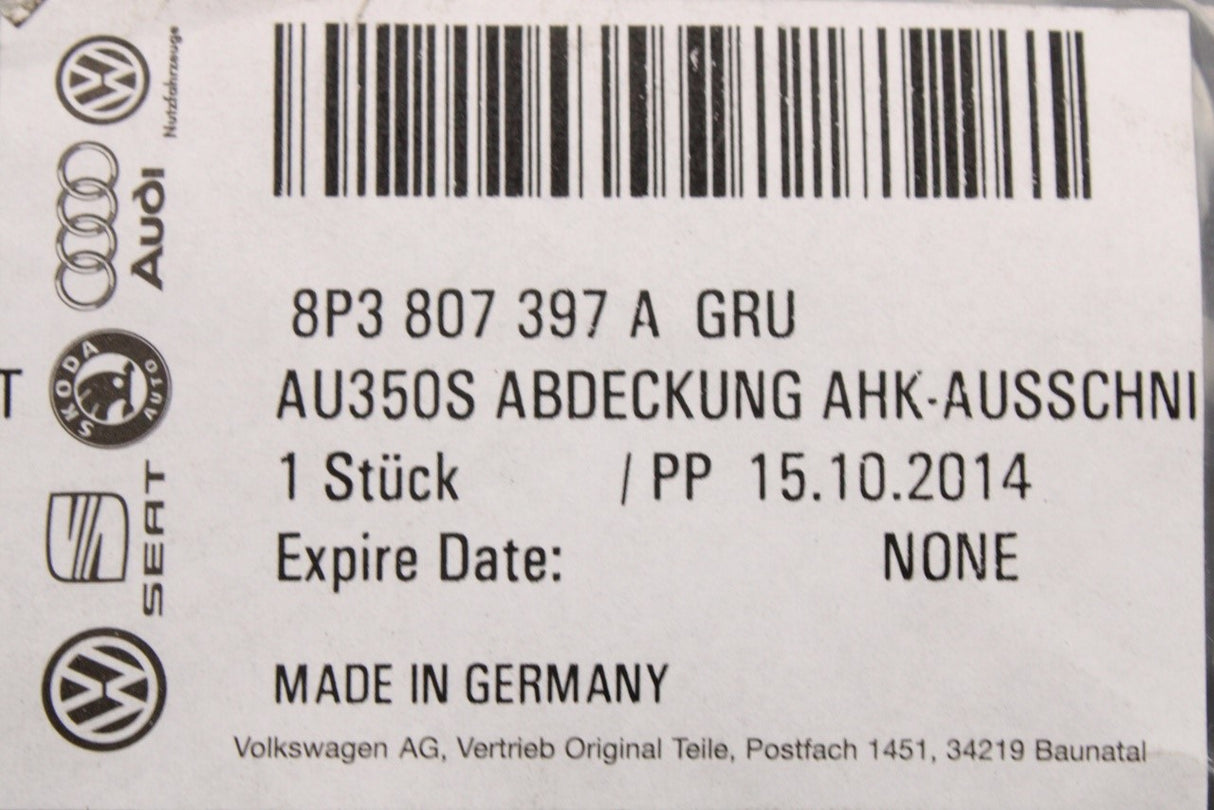 Nutzfahrzeuge
Audi
SKODA
AUTO
SEAT
T
8P3 807 397 A GRU
AU350S ABDECKUNG AHK-AUSSCHNI
1 Stück / PP 15.10.2014
Expire Date: NONE
MADE IN GERMANY
Volkswagen AG, Vertrieb Original Teile, Postfach 1451, 34219 Baunatal